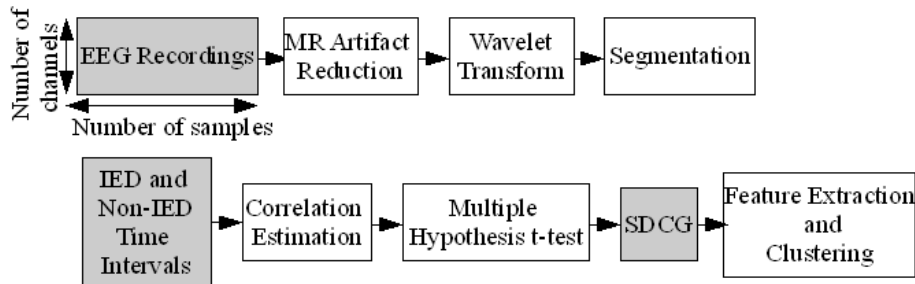 Number of
channels
EEG Recordings
MR Artifact
Reduction
Wavelet
Transform
Segmentation
Number of samples
IED and
Non-IED
Time
Intervals
Correlation
Estimation
Multiple
Hypothesis t-test
SDCG
Feature Extraction
and
Clustering